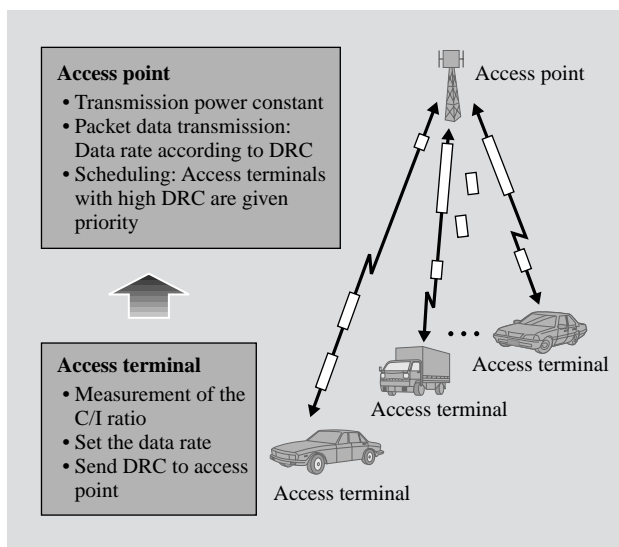 Access point
• Transmission power constant
• Packet data transmission:
Data rate according to DRC
• Scheduling: Access terminals
with high DRC are given
priority
Access terminal
• Measurement of the
C/I ratio
• Set the data rate
• Send DRC to access
point
Access point
Access terminal
Access terminal
Access terminal